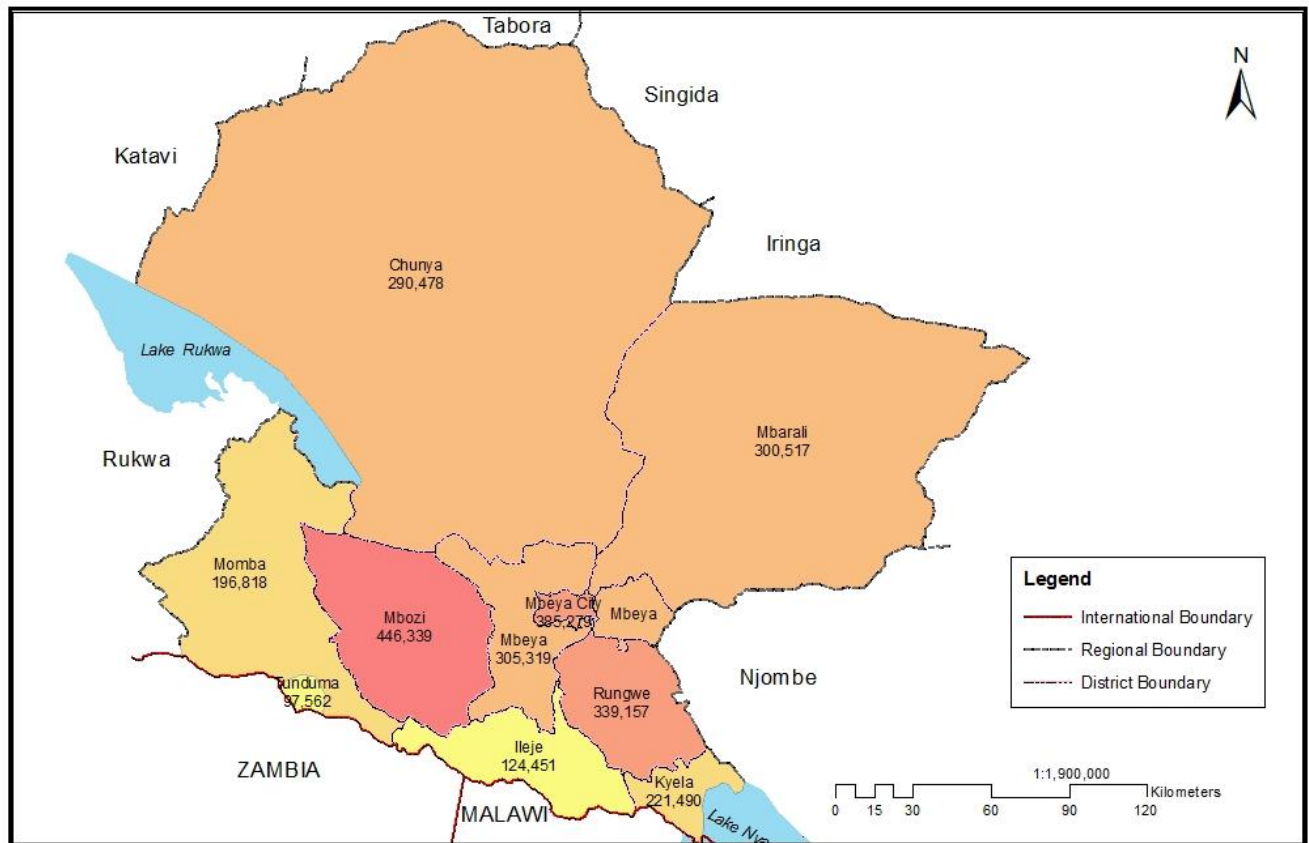 Tabora
N
Singida
Katavi
Iringa
Chunya
290,478
Lake Rukwa
Mbarali
300,517
Rukwa
Momba
196,818
Mbozi
446,339
Mbeya City
385,279
Mbeya
Mbeya
305,319
Rungwe
339,157
Njombe
Tunduma
97,562
Ileje
124,451
Kyela
221,490
ZAMBIA
MALAWI
Lake
Legend
International Boundary
Regional Boundary
District Boundary
1:1,900,000
Kilometers
0 15 30 60 90 120